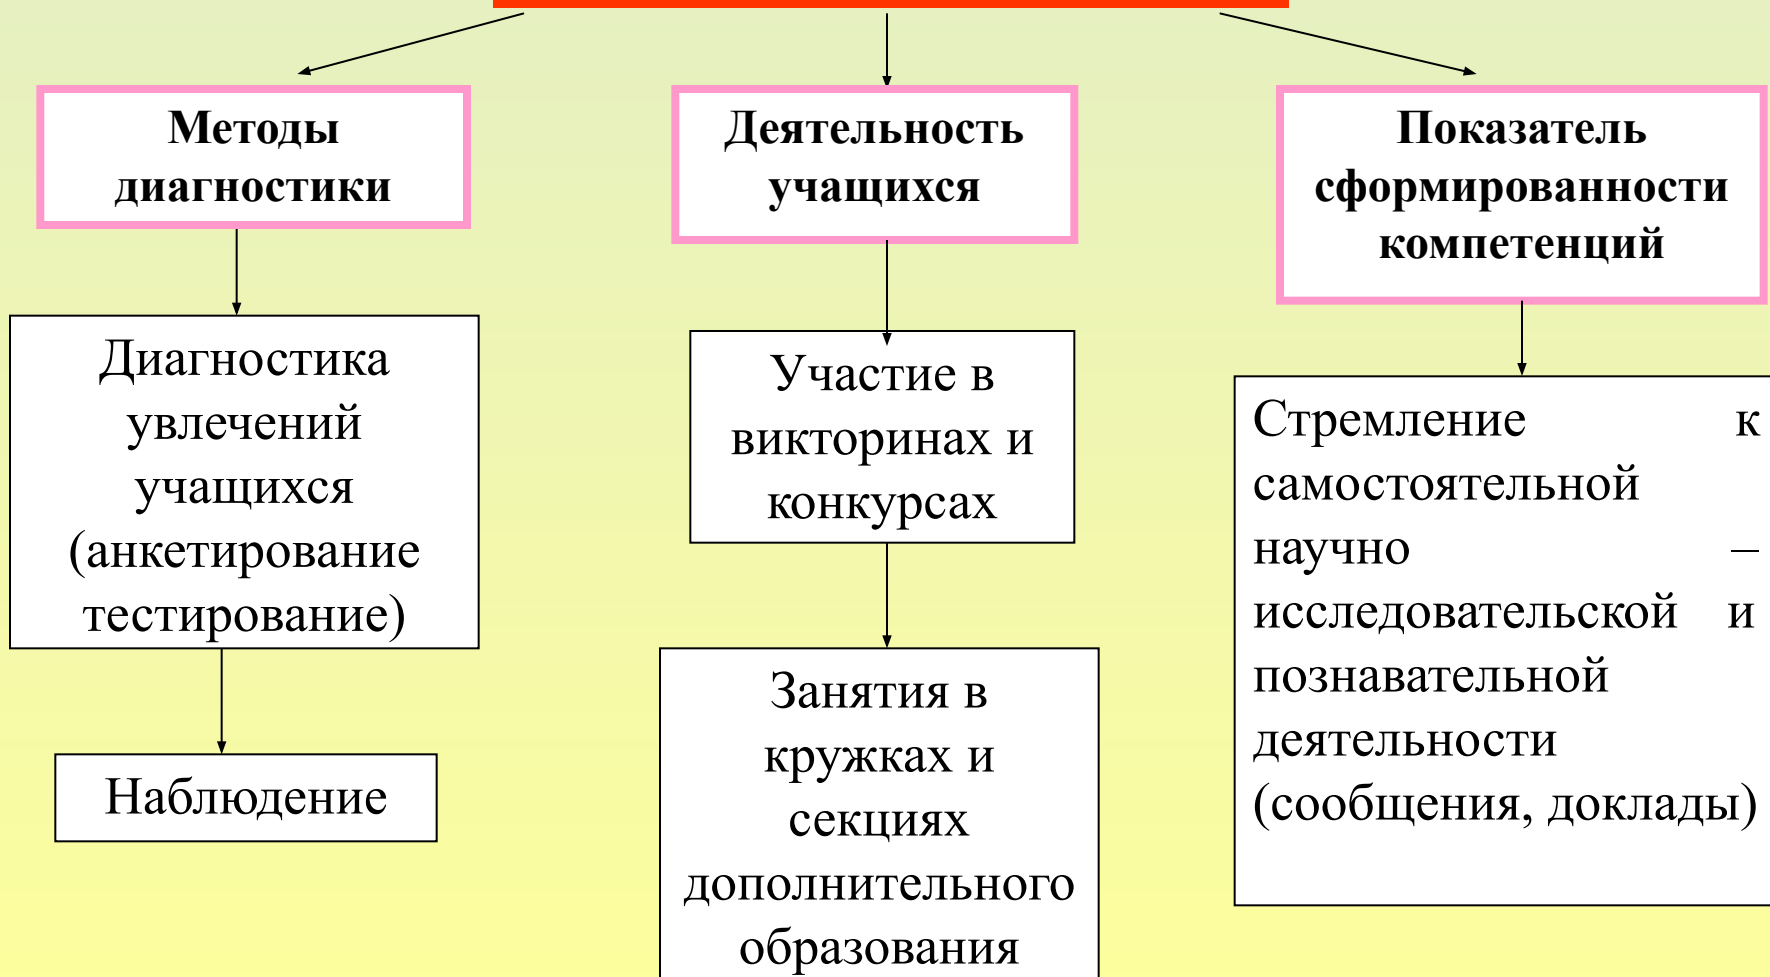 Методы
диагностики
Диагностика
увлечений
учащихся
(анкетирование
тестирование)
Наблюдение
Деятельность
учащихся
Участие в
викторинах и
конкурсах
Занятия в
кружках и
секциях
дополнительного
образования
Показатель
сформированности
компетенций
Стремление к
самостоятельной
научно –
исследовательской и
познавательной
деятельности
(сообщения, доклады)